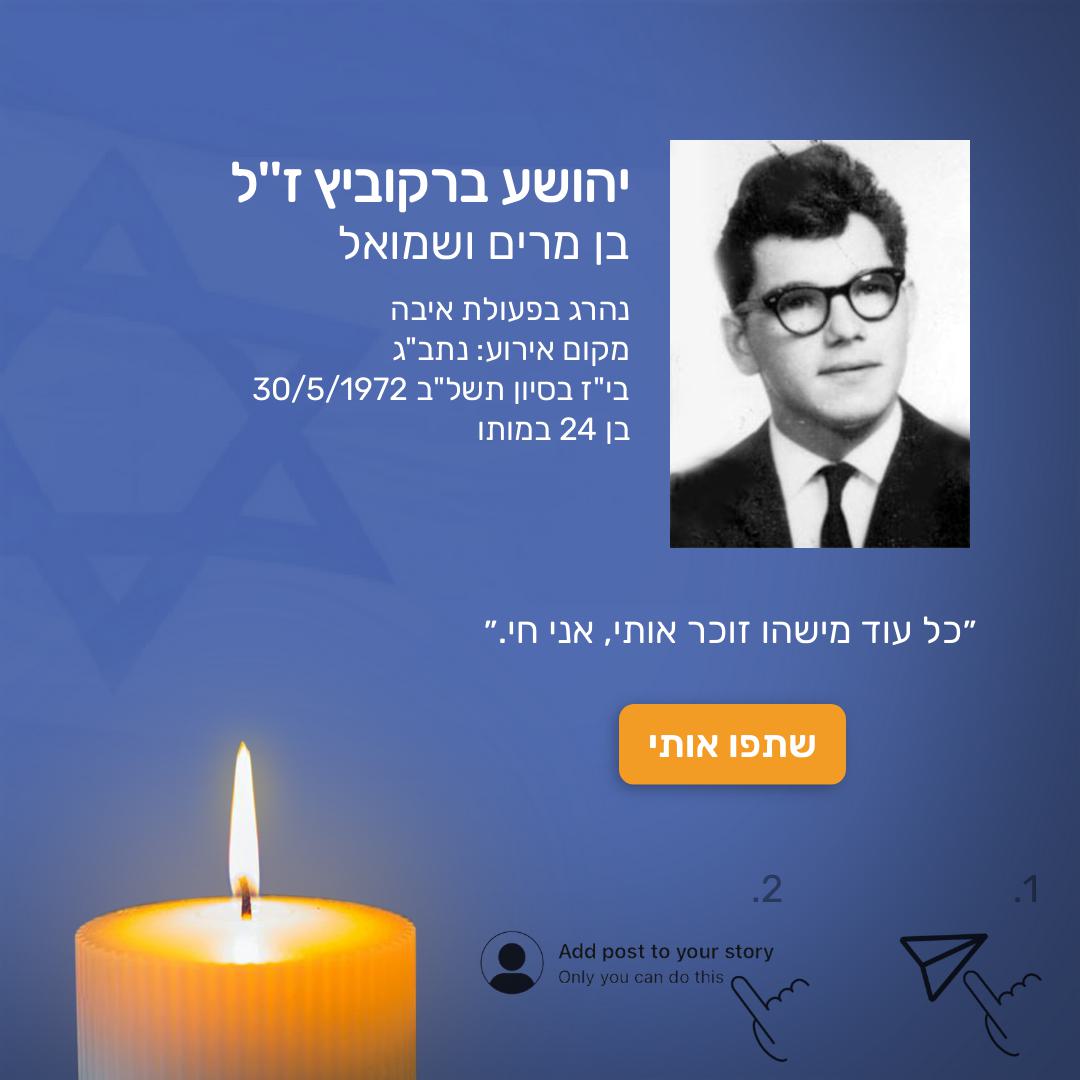 יהושע ברקוביץ ז"ל
בן מרים ושמואל
נהרג בפעולת איבה
מקום אירוע: נתב"ג
בי"ז בסיון תשל"ב 30/5/1972
בן 24 במותו
״כל עוד מישהו זוכר אותי, אני חי.״
שתפו אותי
.1
.2
Add post to your story
Only you can do this